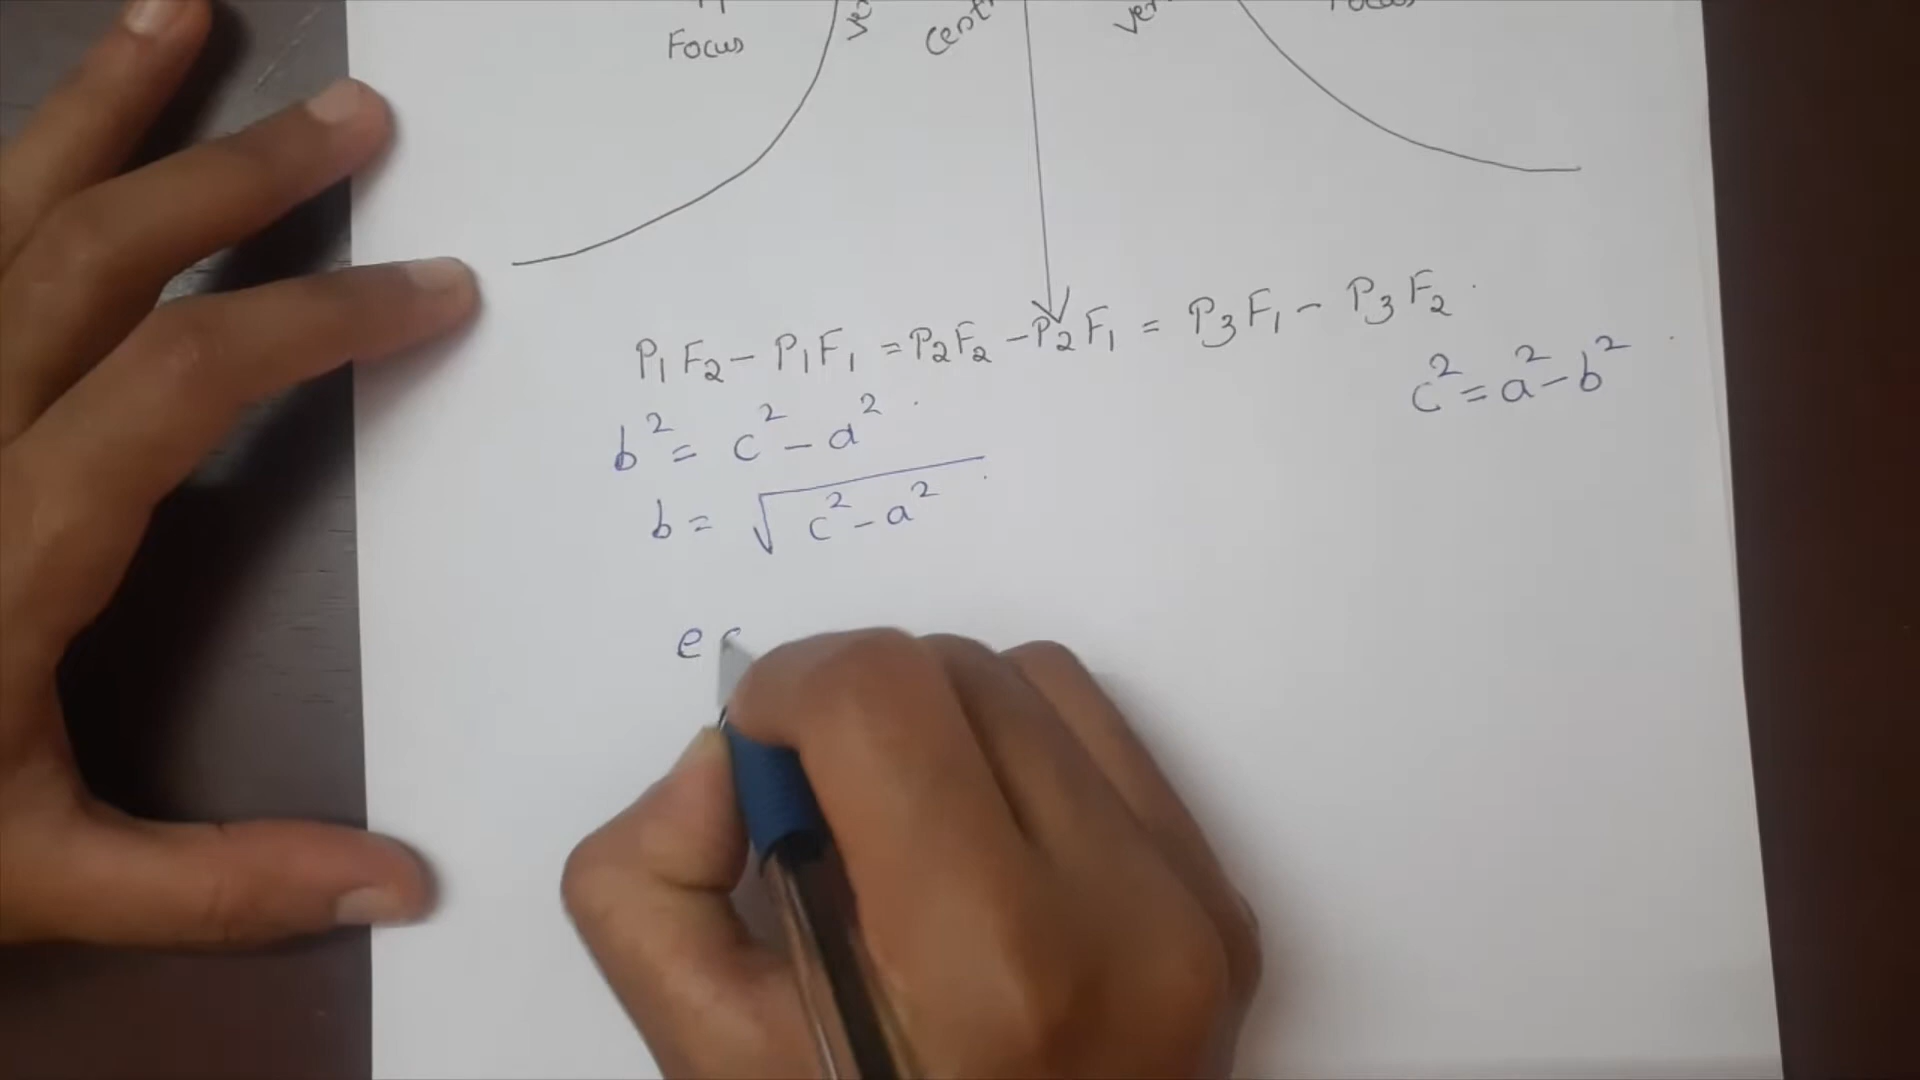 Focus
P₁F₂ - P₁F₁ = P₂F₂ - P₂F₁ = P₃F₁ - P₃F₂.
c² = a² - b²
b² = c² - a².
b = √(c² - a²).
e